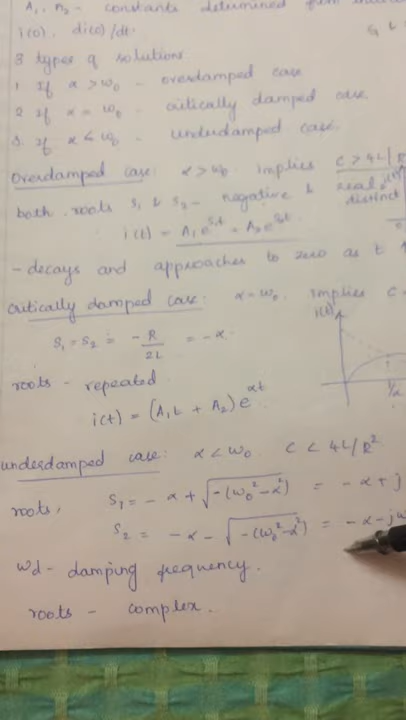 A₁, A₂ - constants determined from
i(0), di(0)/dt.
3 types of solutions
1 If α > ω₀ - overdamped case
2 If α = ω₀ - critically damped case
3. If α < ω₀ - underdamped case.
Overdamped case: α > ω₀ implies C > 4L/R
both roots s₁ & s₂ - negative & real distinct
i(t) = A₁e^s₁t = A₂e^s₂t
- decays and approaches to zero as t
Critically damped case: α = ω₀. implies C
s₁ = s₂ = -R/2L = -α
i(t)
roots - repeated
i(t) = (A₁t + A₂) e^αt
1/α
underdamped case: α < ω₀ C < 4L/R²
roots, s₁ = -α + √-(ω₀²-α²) = -α + j
s₂ = -α - √-(ω₀²-α²) = -α - jω
ωd - damping frequency.
roots - complex.